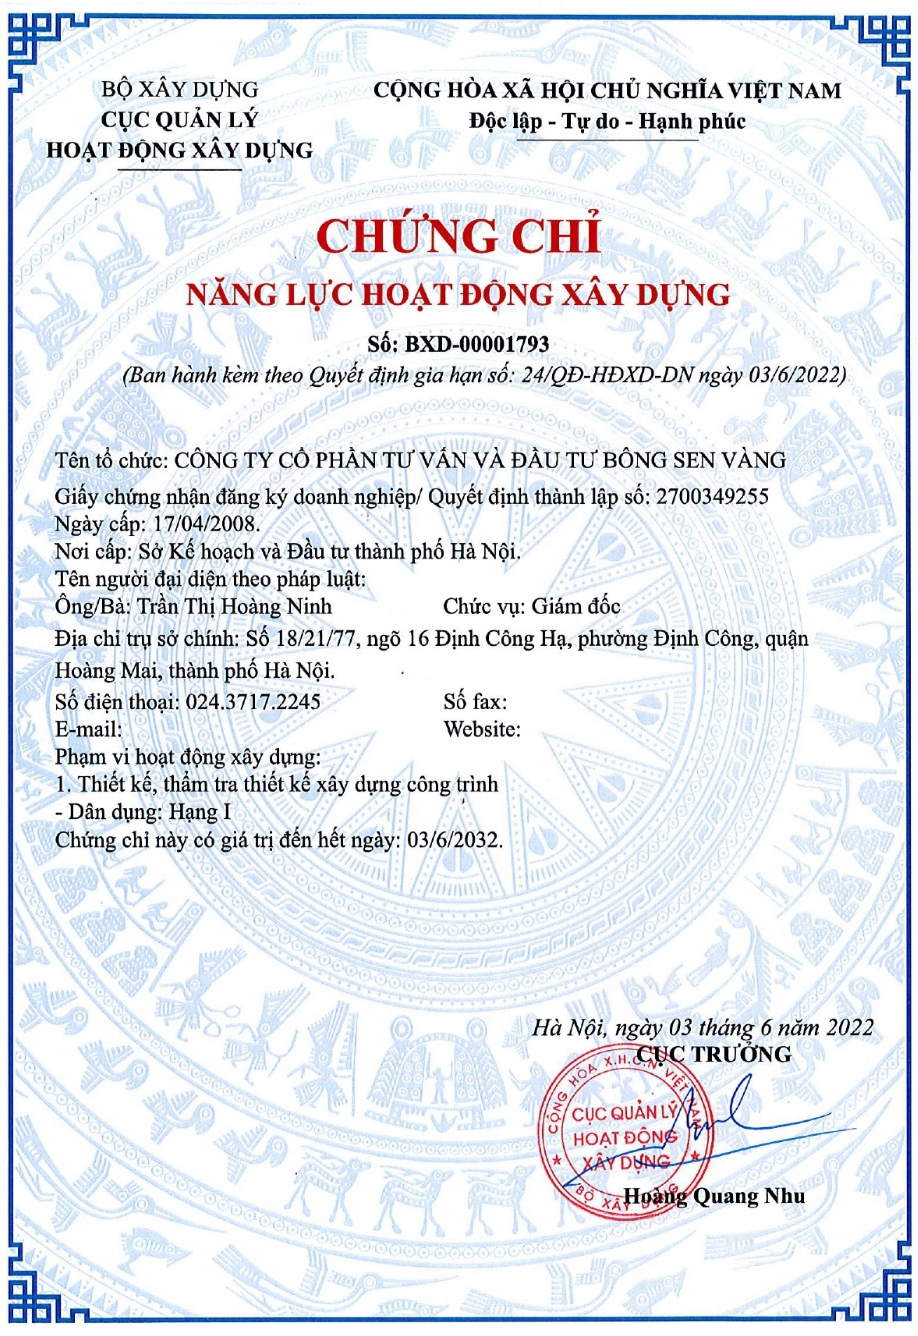 BỘ XÂY DỰNG
CỤC QUẢN LÝ
HOẠT ĐỘNG XÂY DỰNG
CỘNG HÒA XÃ HỘI CHỦ NGHĨA VIỆT NAM
Độc lập - Tự do - Hạnh phúc
CHỨNG CHỈ
NĂNG LỰC HOẠT ĐỘNG XÂY DỰNG
Số: BXD-00001793
(Ban hành kèm theo Quyết định gia hạn số: 24/QĐ-HĐXD-DN ngày 03/6/2022)
Tên tổ chức: CÔNG TY CỔ PHẦN TƯ VẤN VÀ ĐẦU TƯ BÔNG SEN VÀNG
Giấy chứng nhận đăng ký doanh nghiệp/ Quyết định thành lập số: 2700349255
Ngày cấp: 17/04/2008.
Nơi cấp: Sở Kế hoạch và Đầu tư thành phố Hà Nội.
Tên người đại diện theo pháp luật:
Ông/Bà: Trần Thị Hoàng Ninh Chức vụ: Giám đốc
Địa chỉ trụ sở chính: Số 18/21/77, ngõ 16 Định Công Hạ, phường Định Công, quận
Hoàng Mai, thành phố Hà Nội.
Số điện thoại: 024.3717.2245 Số fax:
E-mail: Website:
Phạm vi hoạt động xây dựng:
1. Thiết kế, thẩm tra thiết kế xây dựng công trình
- Dân dụng: Hạng I
Chứng chỉ này có giá trị đến hết ngày: 03/6/2032.
Hà Nội, ngày 03 tháng 6 năm 2022
CỤC TRƯỞNG
CỘNG HÒA X.H.C.N VIỆT NAM
CỤC QUẢN LÝ
HOẠT ĐỘNG
XÂY DỰNG
BỘ XÂY DỰNG
Hoàng Quang Nhu